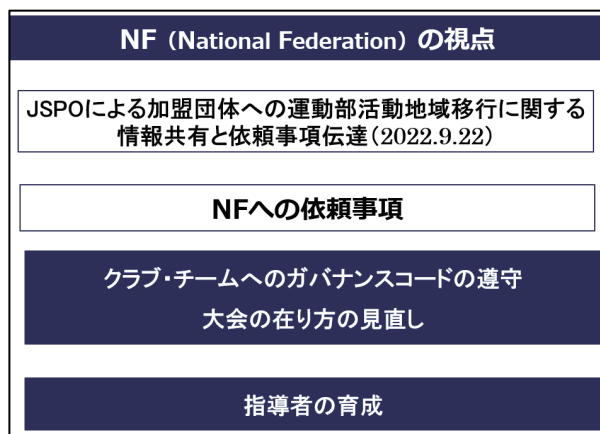 NF（National Federation）の視点
JSPOによる加盟団体への運動部活動地域移行に関する
情報共有と依頼事項伝達（2022.9.22）
NFへの依頼事項
クラブ・チームへのガバナンスコードの遵守
大会の在り方の見直し
指導者の育成